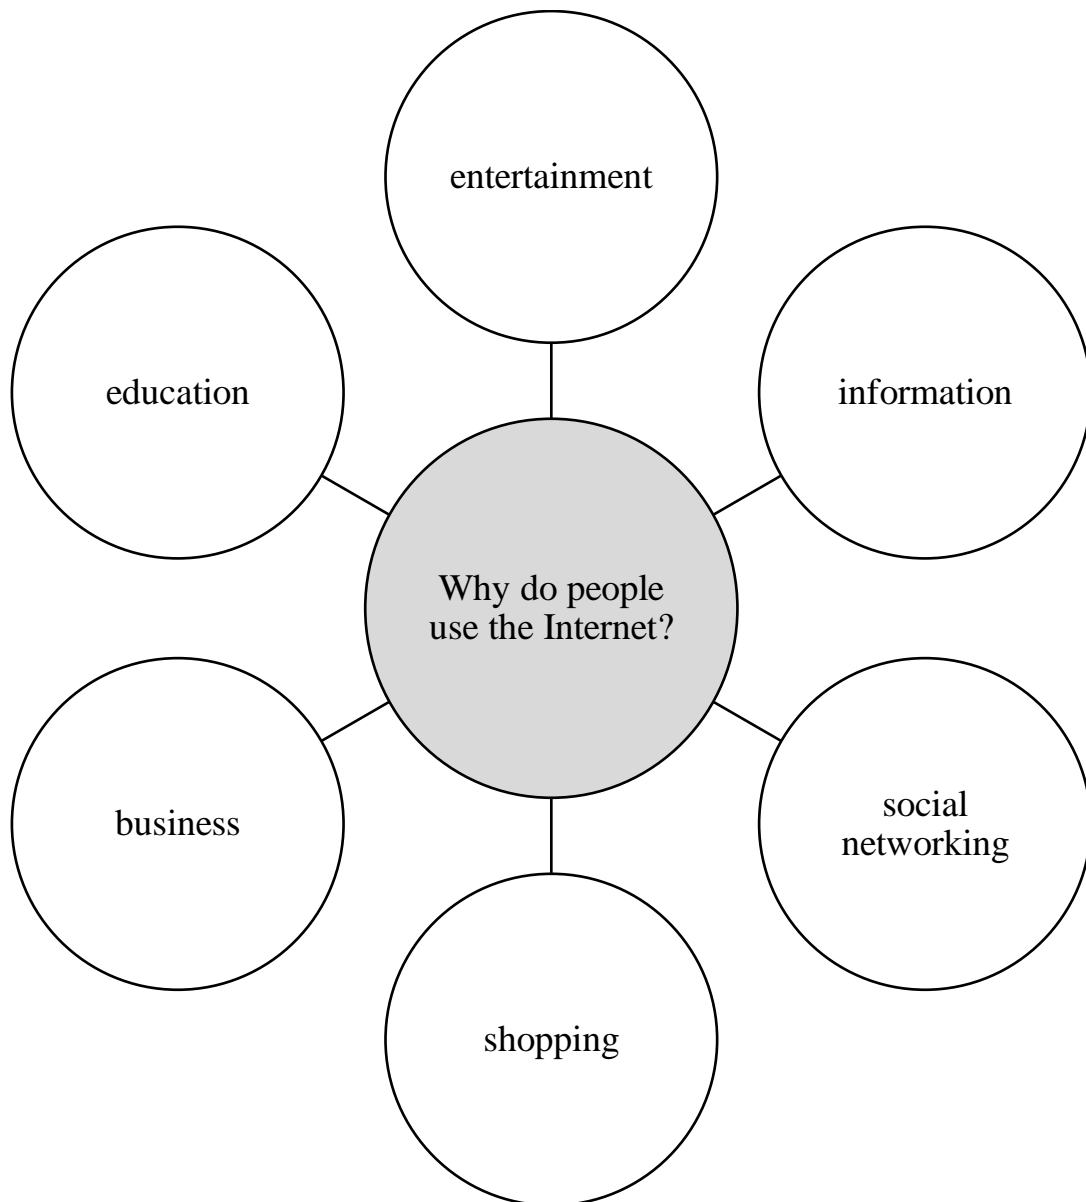 entertainment
education
information
Why do people
use the Internet?
business
social
networking
shopping